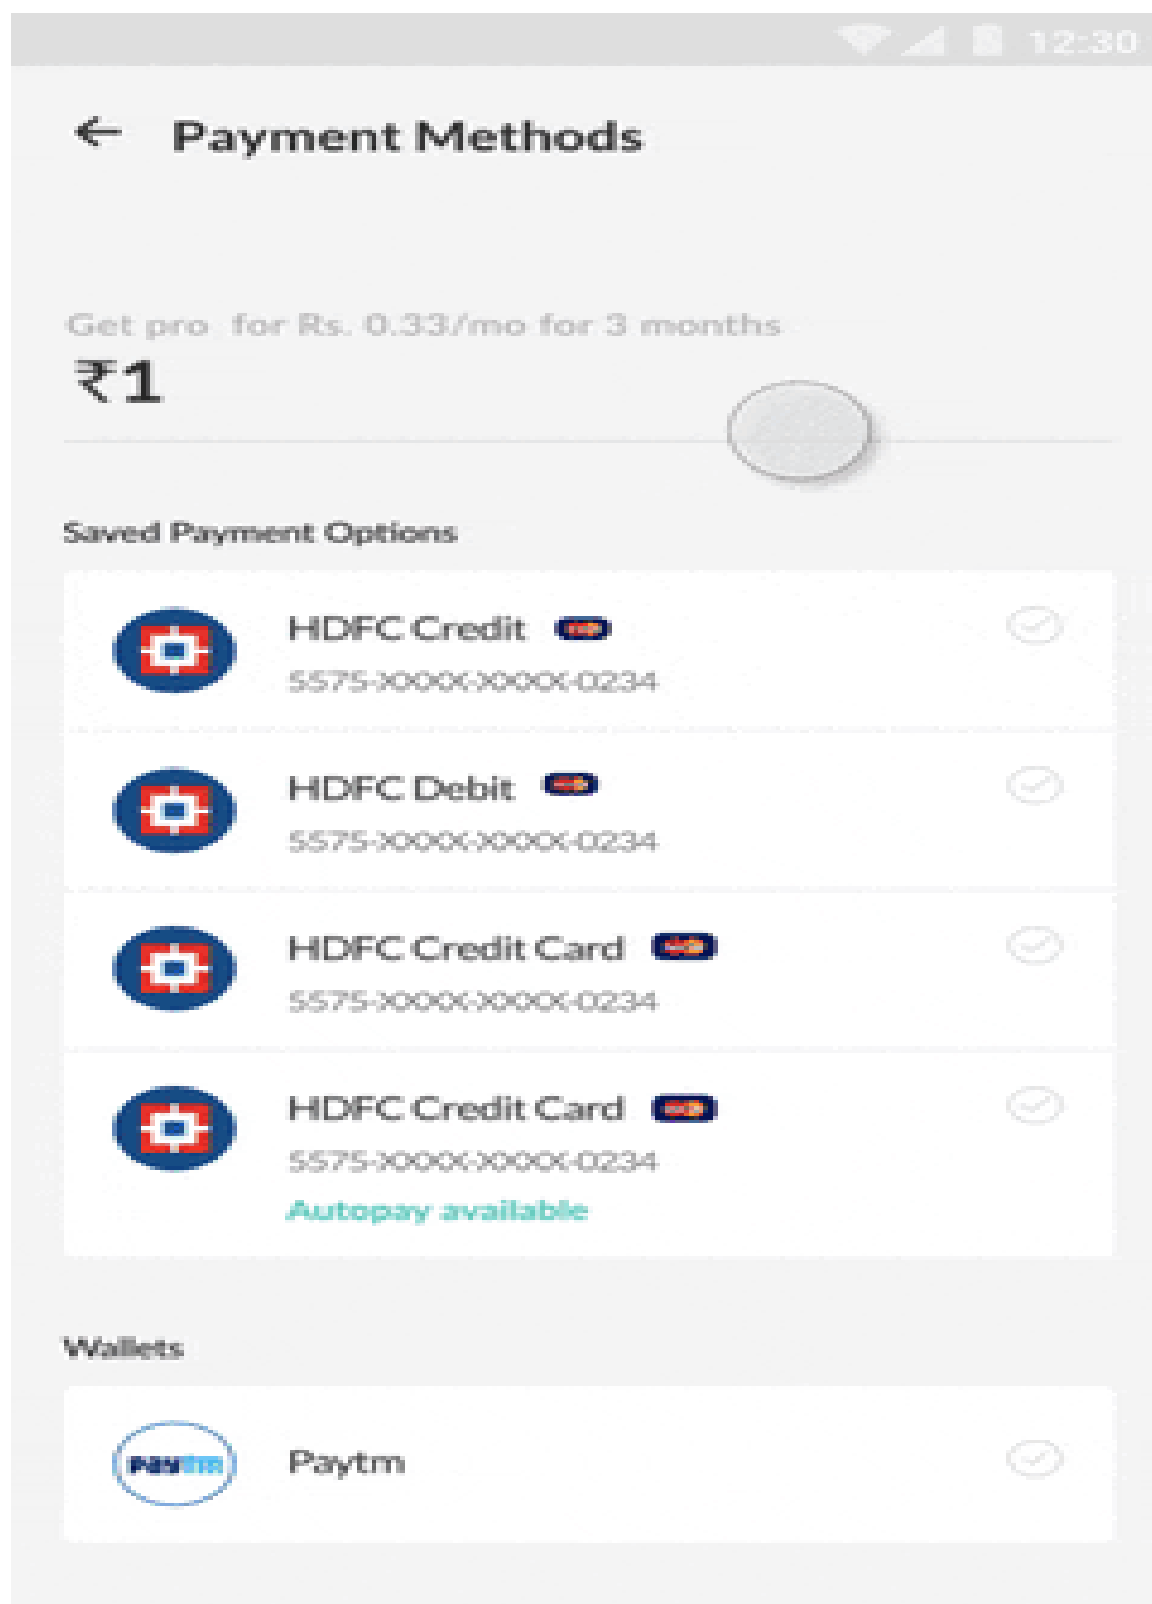 12:30
Payment Methods
Get pro for Rs. 0.33/mo for 3 months
₹1
Saved Payment Options
HDFC Credit
5575-XXXX-XXXX-0234
HDFC Debit
5575-XXXX-XXXX-0234
HDFC Credit Card
5575-XXXX-XXXX-0234
HDFC Credit Card
5575-XXXX-XXXX-0234
Autopay available
Wallets
paytm Paytm